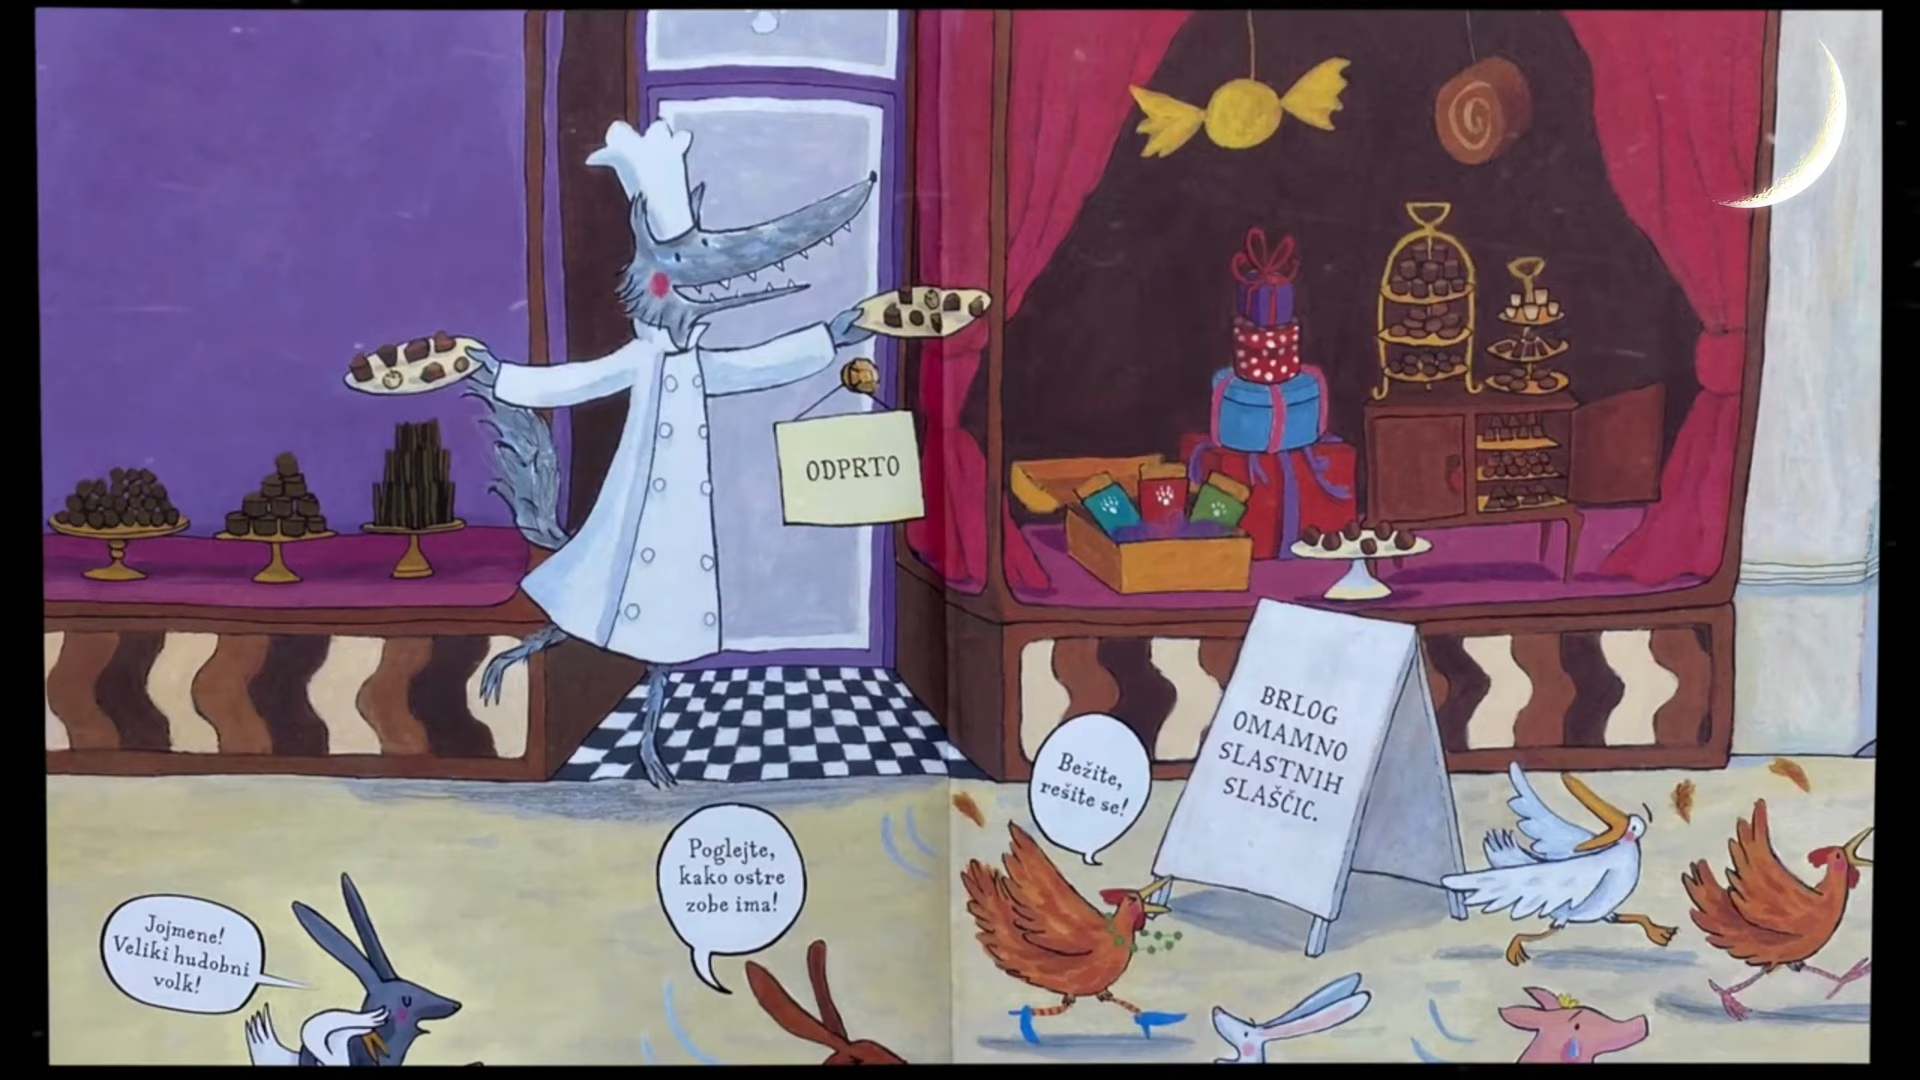 ODPRTO
BRLOG
OMAMNO
SLASTNIH
SLAŠČIC.
Bežite,
rešite se!
Poglejte,
kako ostre
zobe ima!
Jojmene!
Veliki hudobni
volk!